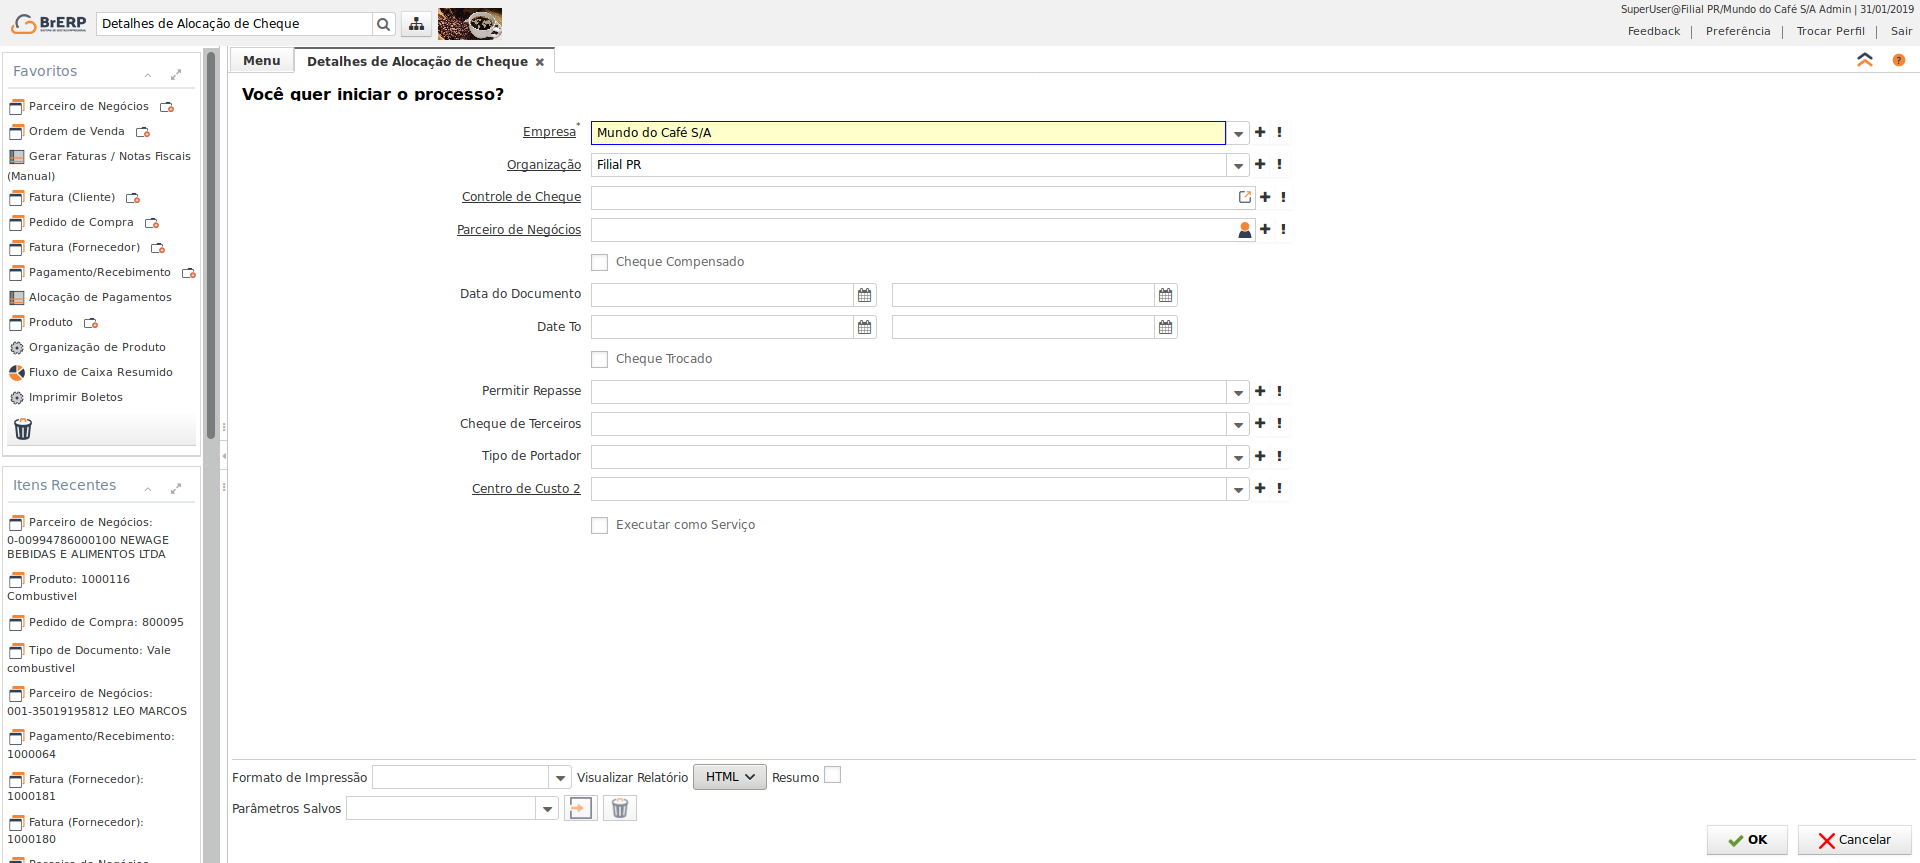 BrERP
Detalhes de Alocação de Cheque
SuperUser@Filial PR/Mundo do Café S/A Admin | 31/01/2019
Feedback | Preferência | Trocar Perfil | Sair
Favoritos
Parceiro de Negócios
Ordem de Venda
Gerar Faturas / Notas Fiscais
(Manual)
Fatura (Cliente)
Pedido de Compra
Fatura (Fornecedor)
Pagamento/Recebimento
Alocação de Pagamentos
Produto
Organização de Produto
Fluxo de Caixa Resumido
Imprimir Boletos
Itens Recentes
Parceiro de Negócios:
0-00994786000100 NEWAGE
BEBIDAS E ALIMENTOS LTDA
Produto: 1000116
Combustivel
Pedido de Compra: 800095
Tipo de Documento: Vale
combustivel
Parceiro de Negócios:
001-35019195812 LEO MARCOS
Pagamento/Recebimento:
1000064
Fatura (Fornecedor):
1000181
Fatura (Fornecedor):
1000180
Parceiro de Negócios
Menu
Detalhes de Alocação de Cheque
Você quer iniciar o processo?
Empresa* Mundo do Café S/A
Organização Filial PR
Controle de Cheque
Parceiro de Negócios
Cheque Compensado
Data do Documento
Date To
Cheque Trocado
Permitir Repasse
Cheque de Terceiros
Tipo de Portador
Centro de Custo 2
Executar como Serviço
Formato de Impressão Visualizar Relatório HTML Resumo
Parâmetros Salvos
OK Cancelar